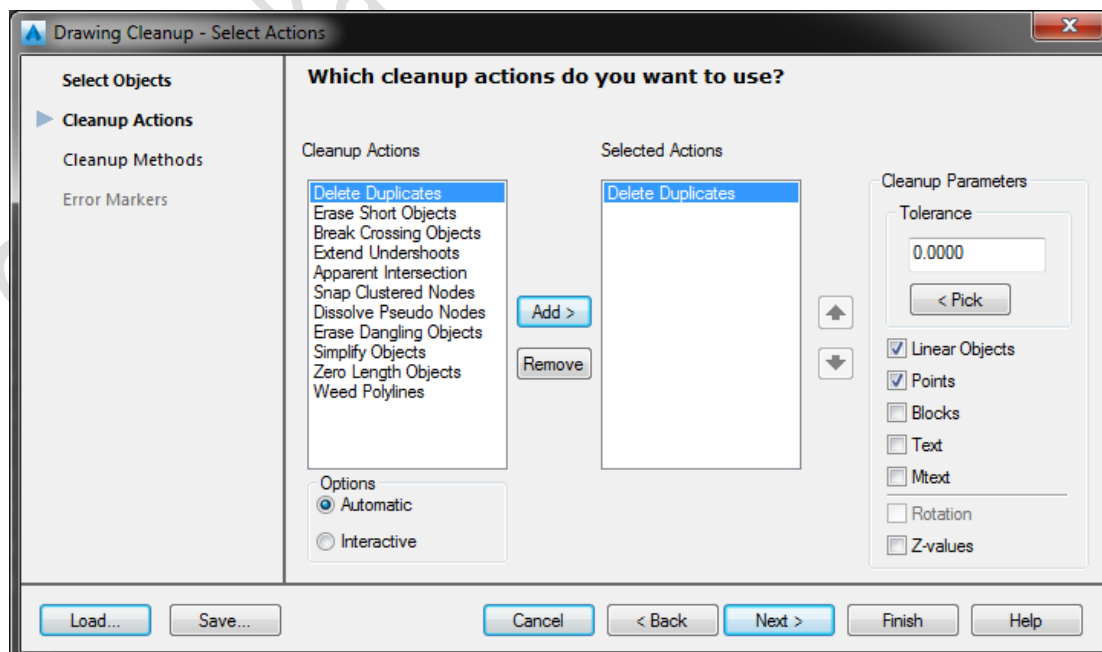 Drawing Cleanup - Select Actions
X
Select Objects
Cleanup Actions
Cleanup Methods
Error Markers
Which cleanup actions do you want to use?
Cleanup Actions
Delete Duplicates
Erase Short Objects
Break Crossing Objects
Extend Undershoots
Apparent Intersection
Snap Clustered Nodes
Dissolve Pseudo Nodes
Erase Dangling Objects
Simplify Objects
Zero Length Objects
Weed Polylines
Options
Automatic
Interactive
Add >
Remove
Selected Actions
Delete Duplicates
Cleanup Parameters
Tolerance
0.0000
< Pick
Linear Objects
Points
Blocks
Text
Mtext
Rotation
Z-values
Load...
Save...
Cancel
< Back
Next >
Finish
Help